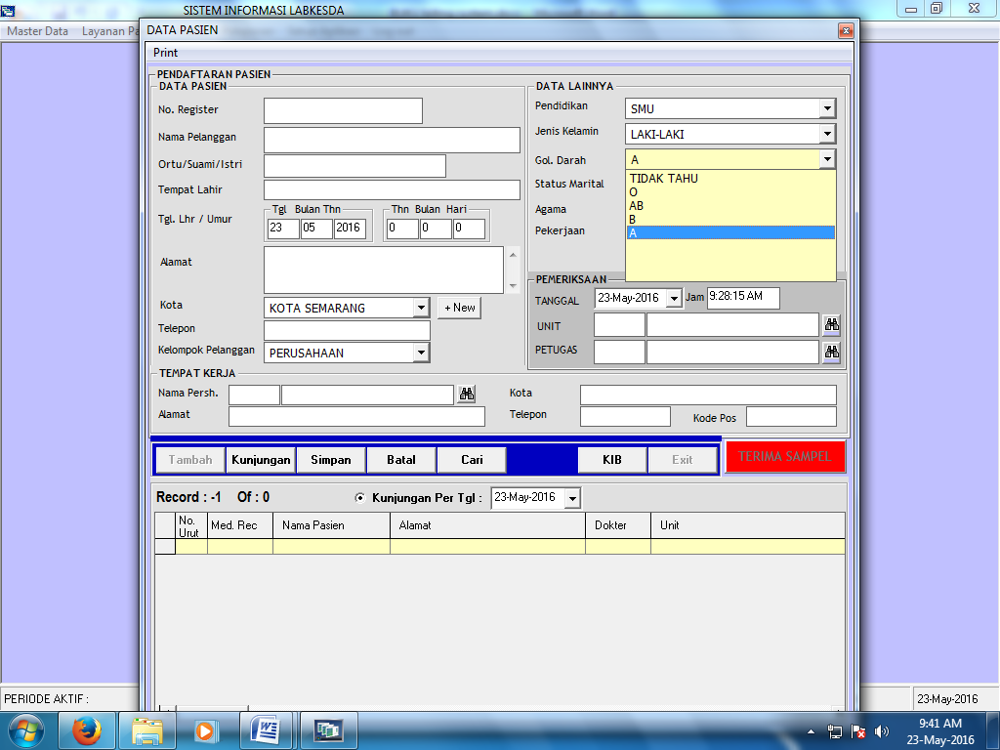 SISTEM INFORMASI LABKESDA
Master Data Layanan Pa
DATA PASIEN
Print
PENDAFTARAN PASIEN
DATA PASIEN
No. Register
Nama Pelanggan
Ortu/Suami/Istri
Tempat Lahir
Tgl. Lhr / Umur
Tgl Bulan Thn
23 05 2016
Thn Bulan Hari
0 0 0
Alamat
Kota
KOTA SEMARANG
+ New
Telepon
Kelompok Pelanggan
PERUSAHAAN
DATA LAINNYA
Pendidikan
SMU
Jenis Kelamin
LAKI-LAKI
Gol. Darah
A
TIDAK TAHU
O
AB
B
A
Status Marital
Agama
Pekerjaan
PEMERIKSAAN
TANGGAL
23-May-2016
Jam
9:28:15 AM
UNIT
PETUGAS
TEMPAT KERJA
Nama Persh.
Kota
Alamat
Telepon
Kode Pos
Tambah Kunjungan Simpan Batal Cari KIB Exit
TERIMA SAMPEL
Record : -1 Of : 0
Kunjungan Per Tgl :
23-May-2016
No. Urut
Med. Rec
Nama Pasien
Alamat
Dokter
Unit
PERIODE AKTIF :
23-May-2016
9:41 AM
23-May-2016